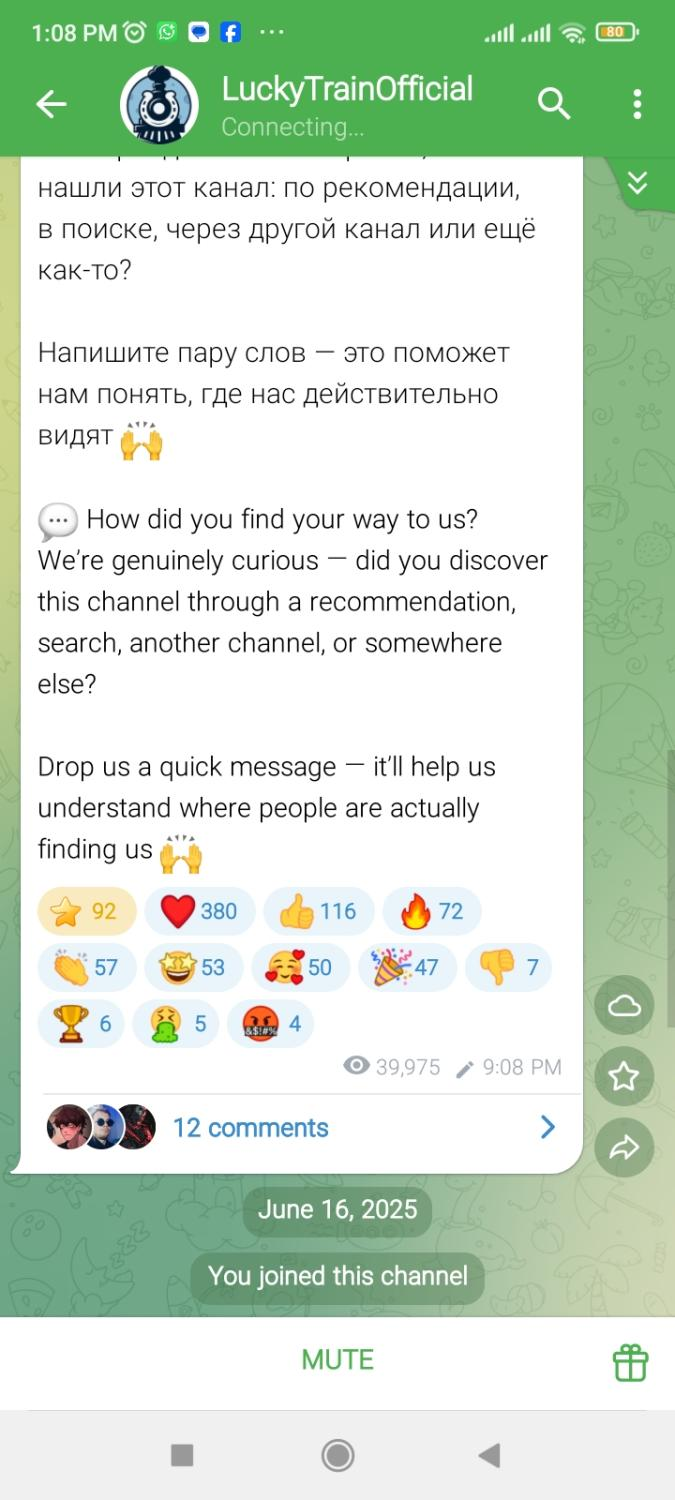 1:08 PM
80
LuckyTrainOfficial
Connecting...
нашли этот канал: по рекомендации,
в поиске, через другой канал или ещё
как-то?
Напишите пару слов — это поможет
нам понять, где нас действительно
видят 🙌
💬 How did you find your way to us?
We're genuinely curious — did you discover
this channel through a recommendation,
search, another channel, or somewhere
else?
Drop us a quick message — it'll help us
understand where people are actually
finding us 🙌
92 380 116 72
57 53 50 47 7
6 5 4
39,975 9:08 PM
12 comments
June 16, 2025
You joined this channel
MUTE